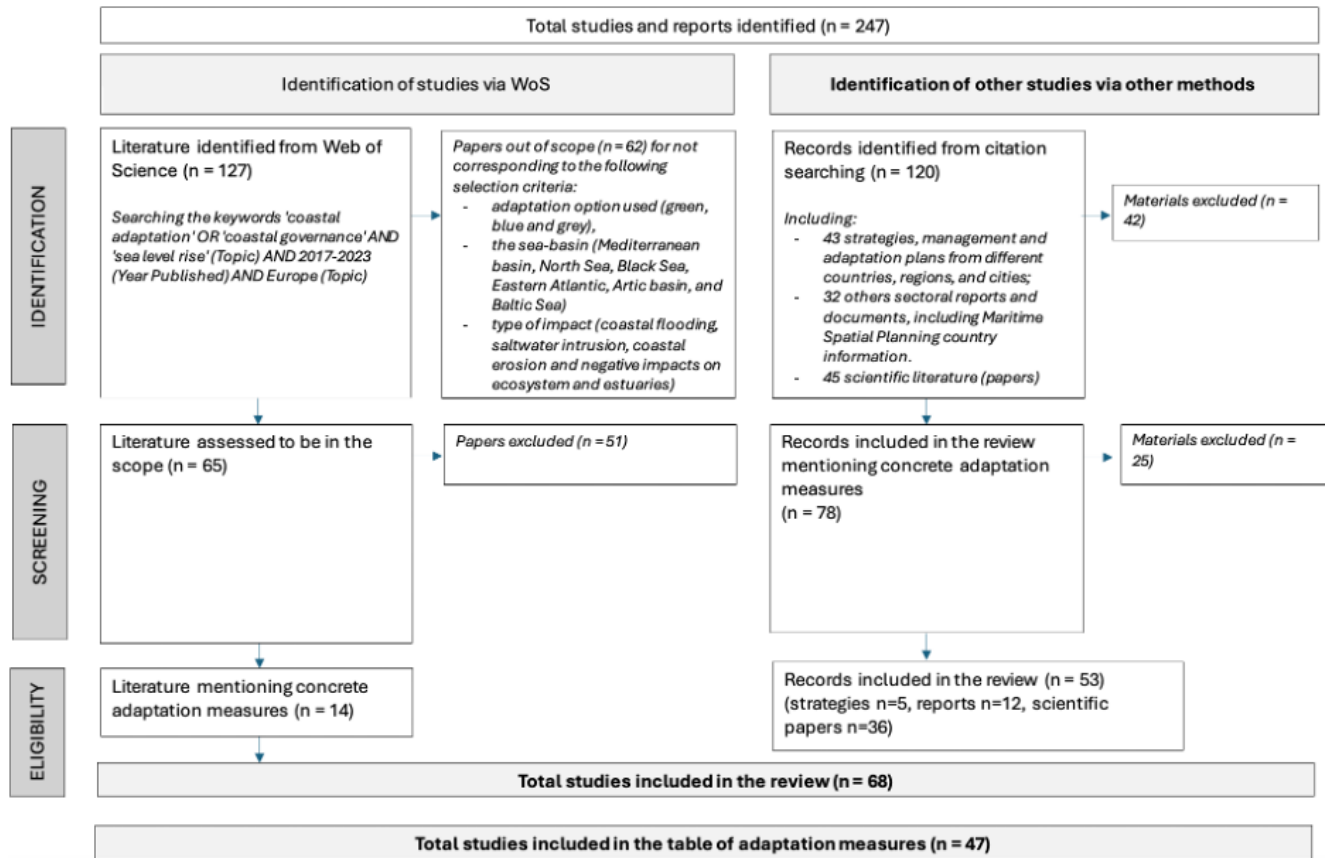 Total studies and reports identified (n = 247)
Identification of studies via WoS
Identification of other studies via other methods
IDENTIFICATION
Literature identified from Web of
Science (n = 127)
Searching the keywords 'coastal
adaptation' OR 'coastal governance' AND
'sea level rise' (Topic) AND 2017-2023
(Year Published) AND Europe (Topic)
Papers out of scope (n = 62) for not
corresponding to the following
selection criteria:
- adaptation option used (green,
blue and grey),
- the sea-basin (Mediterranean
basin, North Sea, Black Sea,
Eastern Atlantic, Artic basin, and
Baltic Sea)
- type of impact (coastal flooding,
saltwater intrusion, coastal
erosion and negative impacts on
ecosystem and estuaries)
Records identified from citation
searching (n = 120)
Including:
- 43 strategies, management and
adaptation plans from different
countries, regions, and cities;
- 32 others sectoral reports and
documents, including Maritime
Spatial Planning country
information.
- 45 scientific literature (papers)
Materials excluded (n =
42)
SCREENING
Literature assessed to be in the
scope (n = 65)
Papers excluded (n = 51)
Records included in the review
mentioning concrete adaptation
measures
(n = 78)
Materials excluded (n =
25)
ELIGIBILITY
Literature mentioning concrete
adaptation measures (n = 14)
Records included in the review (n = 53)
(strategies n=5, reports n=12, scientific
papers n=36)
Total studies included in the review (n = 68)
Total studies included in the table of adaptation measures (n = 47)